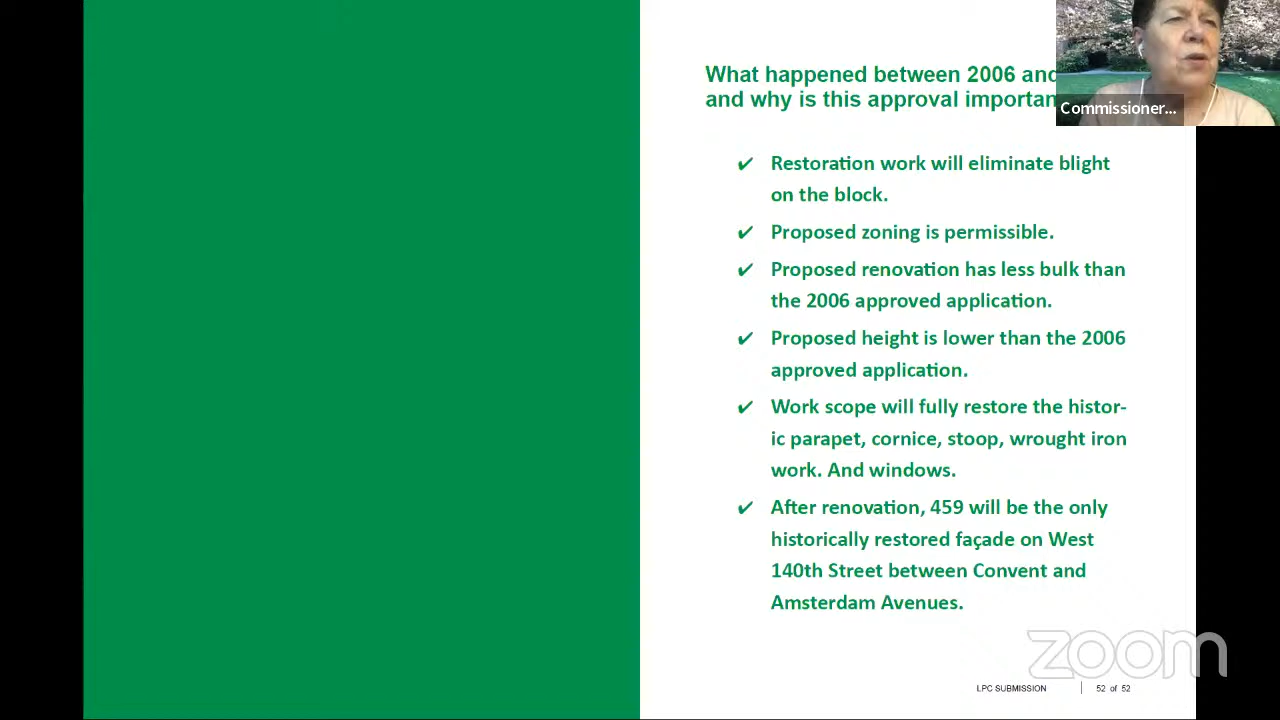 What happened between 2006 and
and why is this approval importan
Commissioner...
✔ Restoration work will eliminate blight
on the block.
✔ Proposed zoning is permissible.
✔ Proposed renovation has less bulk than
the 2006 approved application.
✔ Proposed height is lower than the 2006
approved application.
✔ Work scope will fully restore the histor-
ic parapet, cornice, stoop, wrought iron
work. And windows.
✔ After renovation, 459 will be the only
historically restored façade on West
140th Street between Convent and
Amsterdam Avenues.
zoom
LPC SUBMISSION | 52 of 52